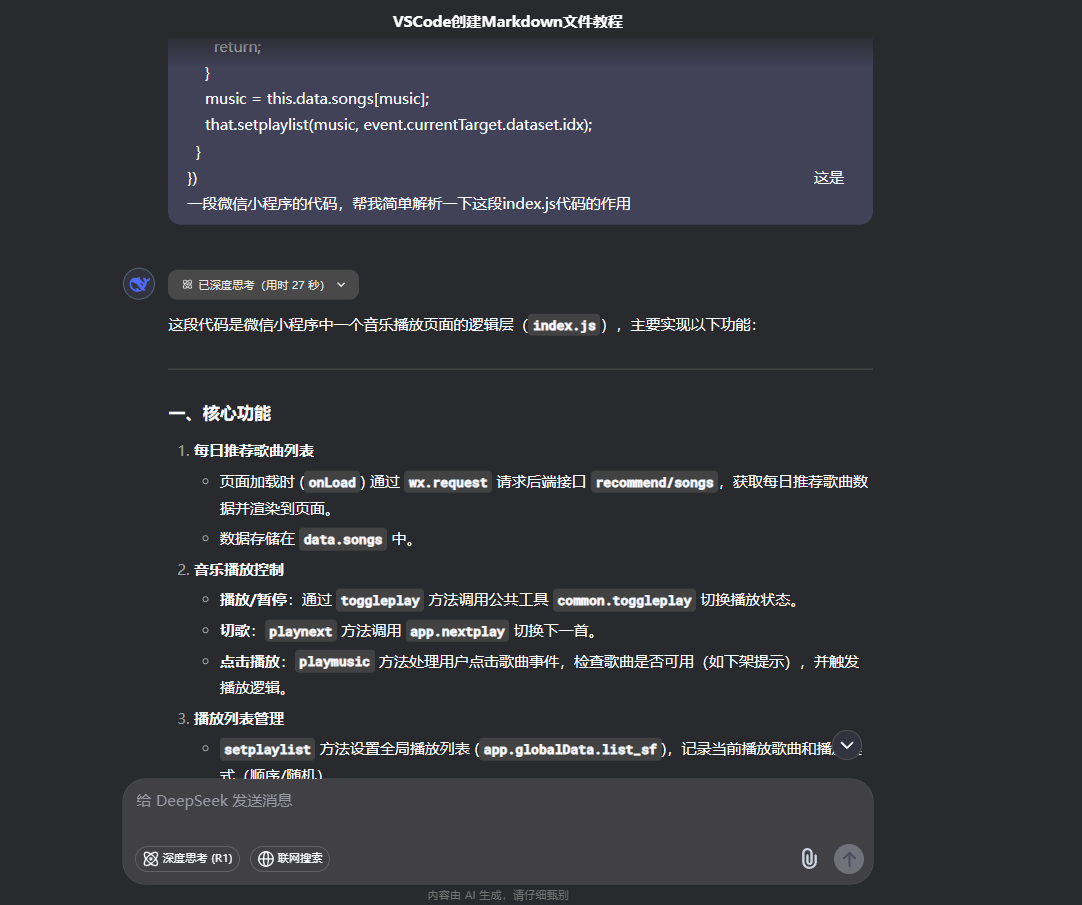 VSCode创建Markdown文件教程
return;
}
music = this.data.songs[music];
that.setplaylist(music, event.currentTarget.dataset.idx);
}
})
这是
一段微信小程序的代码，帮我简单解析一下这段index.js代码的作用
已深度思考（用时 27 秒）
这段代码是微信小程序中一个音乐播放页面的逻辑层（index.js），主要实现以下功能：
一、核心功能
1. 每日推荐歌曲列表
页面加载时 (onLoad) 通过 wx.request 请求后端接口 recommend/songs，获取每日推荐歌曲数
据并渲染到页面。
数据存储在 data.songs 中。
2. 音乐播放控制
播放/暂停：通过 toggleplay 方法调用公共工具 common.toggleplay 切换播放状态。
切歌：playnext 方法调用 app.nextplay 切换下一首。
点击播放：playmusic 方法处理用户点击歌曲事件，检查歌曲是否可用（如下架提示），并触发
播放逻辑。
3. 播放列表管理
setplaylist 方法设置全局播放列表 (app.globalData.list_sf)，记录当前播放歌曲和播
式（顺序/随机）
给 DeepSeek 发送消息
深度思考 (R1)
联网搜索
内容由 AI 生成，请仔细甄别